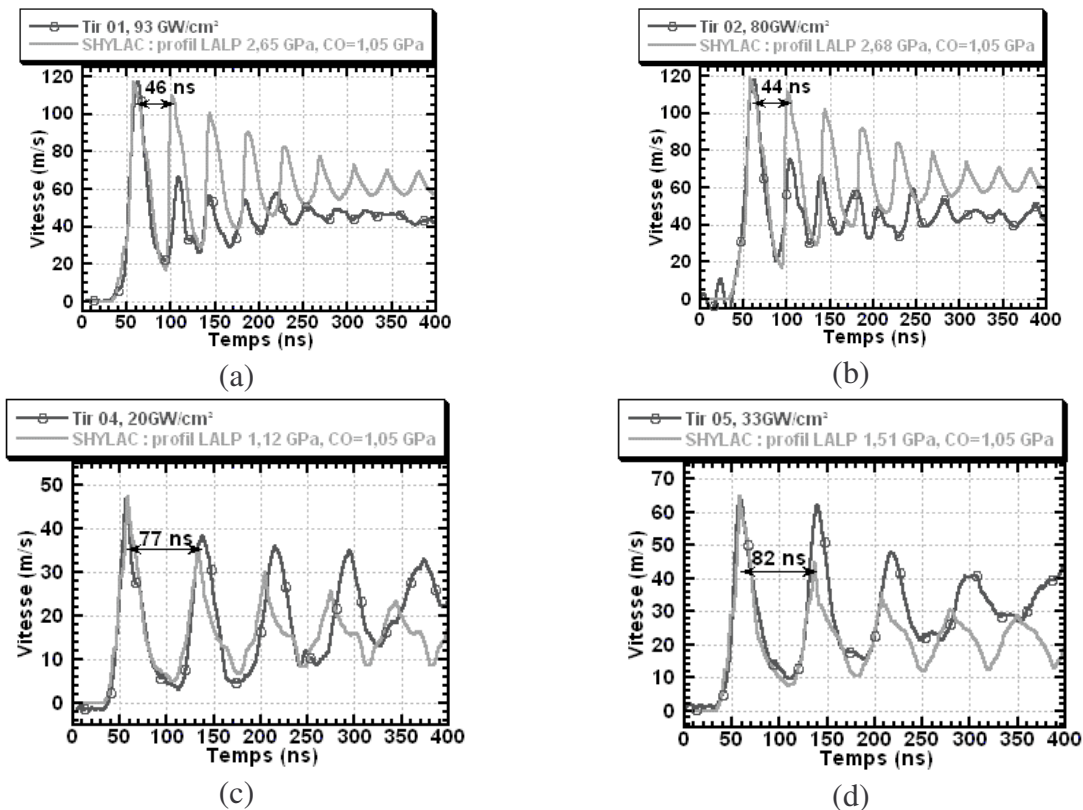 Tir 01, 93 GW/cm²
SHYLAC : profil LALP 2,65 GPa, CO=1,05 GPa
46 ns
Vitesse (m/s)
120
100
80
60
40
20
0
0 50 100 150 200 250 300 350 400
Temps (ns)
(a)
Tir 02, 80GW/cm²
SHYLAC : profil LALP 2,68 GPa, CO=1,05 GPa
44 ns
Vitesse (m/s)
120
100
80
60
40
20
0
0 50 100 150 200 250 300 350 400
Temps (ns)
(b)
Tir 04, 20GW/cm²
SHYLAC : profil LALP 1,12 GPa, CO=1,05 GPa
77 ns
Vitesse (m/s)
50
40
30
20
10
0
0 50 100 150 200 250 300 350 400
Temps (ns)
(c)
Tir 05, 33GW/cm²
SHYLAC : profil LALP 1,51 GPa, CO=1,05 GPa
82 ns
Vitesse (m/s)
70
60
50
40
30
20
10
0
0 50 100 150 200 250 300 350 400
Temps (ns)
(d)